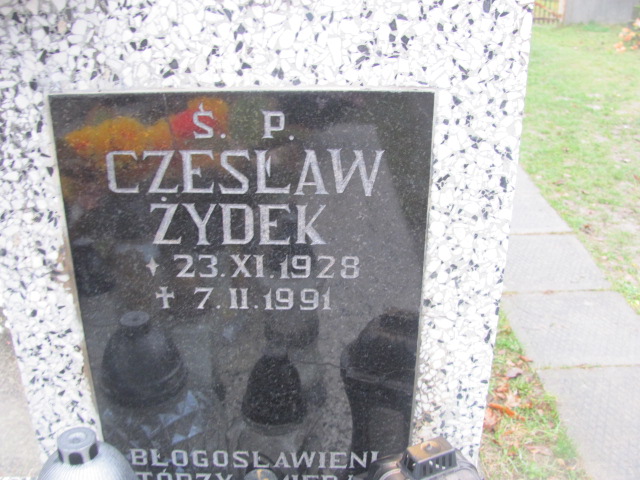 Ś. P.
CZESŁAW
ŻYDEK
23.XI.1928
✝ 7.II.1991
BŁOGOSŁAWIENI